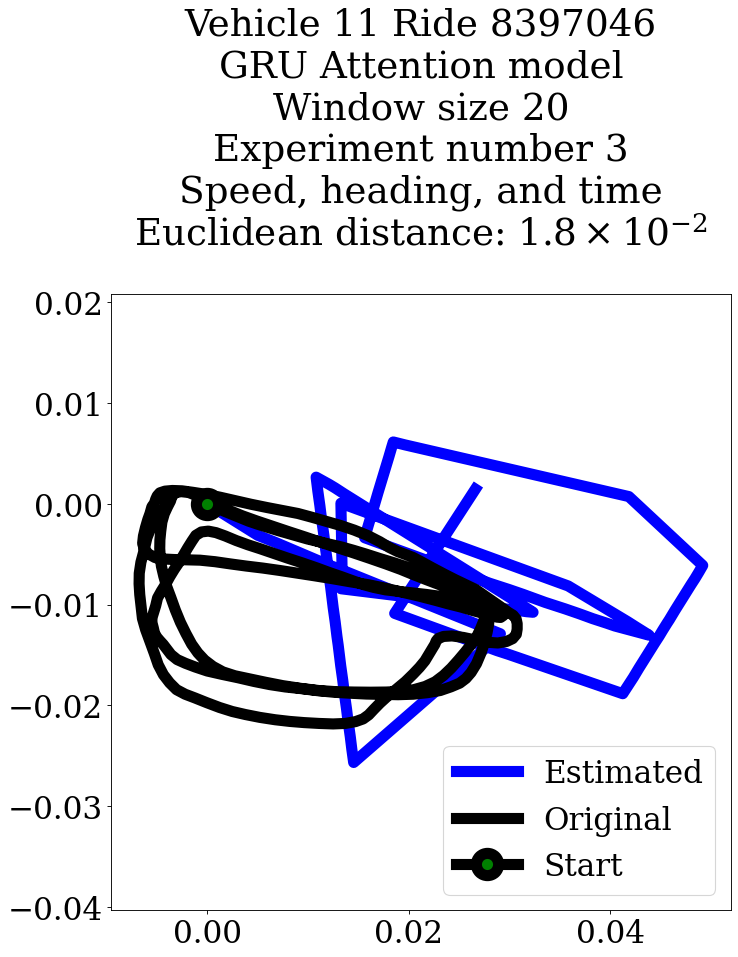 Vehicle 11 Ride 8397046
GRU Attention model
Window size 20
Experiment number 3
Speed, heading, and time
Euclidean distance: 1.8 × 10⁻²
0.02
0.01
0.00
−0.01
−0.02
−0.03
−0.04
Estimated
Original
Start
0.00 0.02 0.04